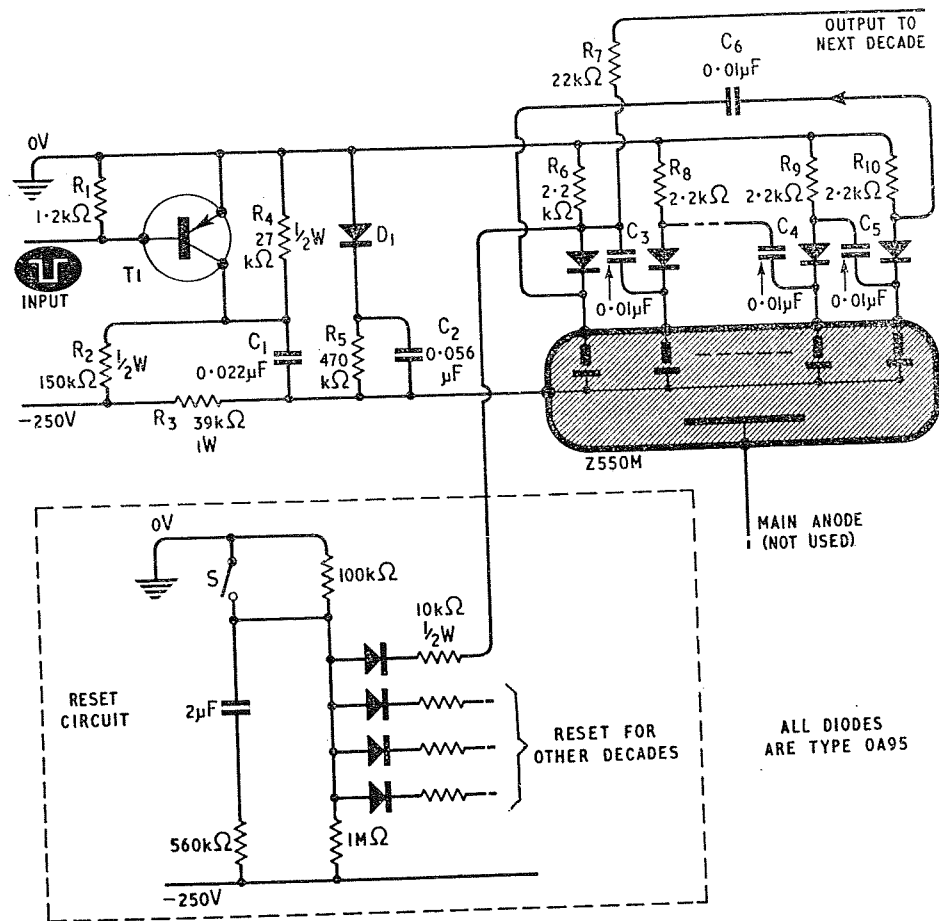 OUTPUT TO
NEXT DECADE
C6
0·01μF
R7
22kΩ
0V
R1
1·2kΩ
T1
INPUT
R4
27
kΩ
½W
D1
R6
2·2
kΩ
C3
0·01μF
R8
2·2kΩ
R9
2·2kΩ
R10
2·2kΩ
C4
0·01μF
C5
0·01μF
R2
150kΩ
½W
C1
0·022μF
R5
470
kΩ
C2
0·056
μF
-250V
R3
39kΩ
1W
Z550M
MAIN ANODE
(NOT USED)
0V
S
100kΩ
10kΩ
½W
RESET
CIRCUIT
2μF
RESET FOR
OTHER DECADES
560kΩ
1MΩ
-250V
ALL DIODES
ARE TYPE OA95